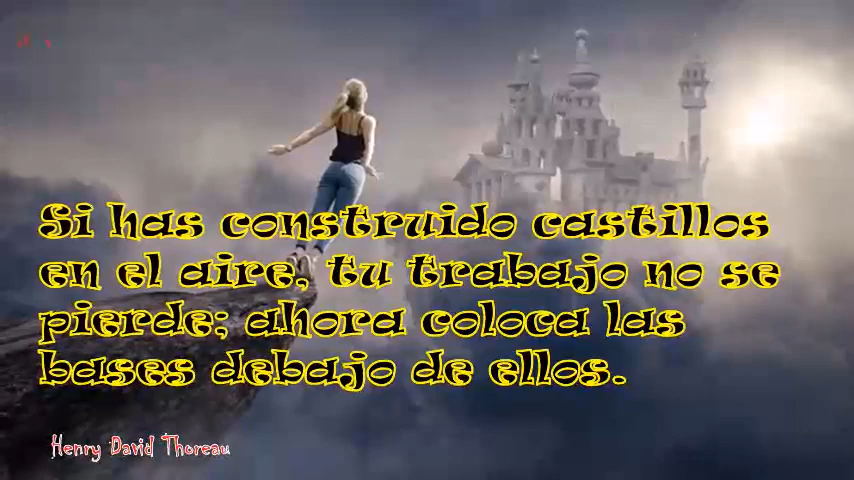 Si has construido castillos
en el aire, tu trabajo no se
pierde; ahora coloca las
bases debajo de ellos.
Henry David Thoreau